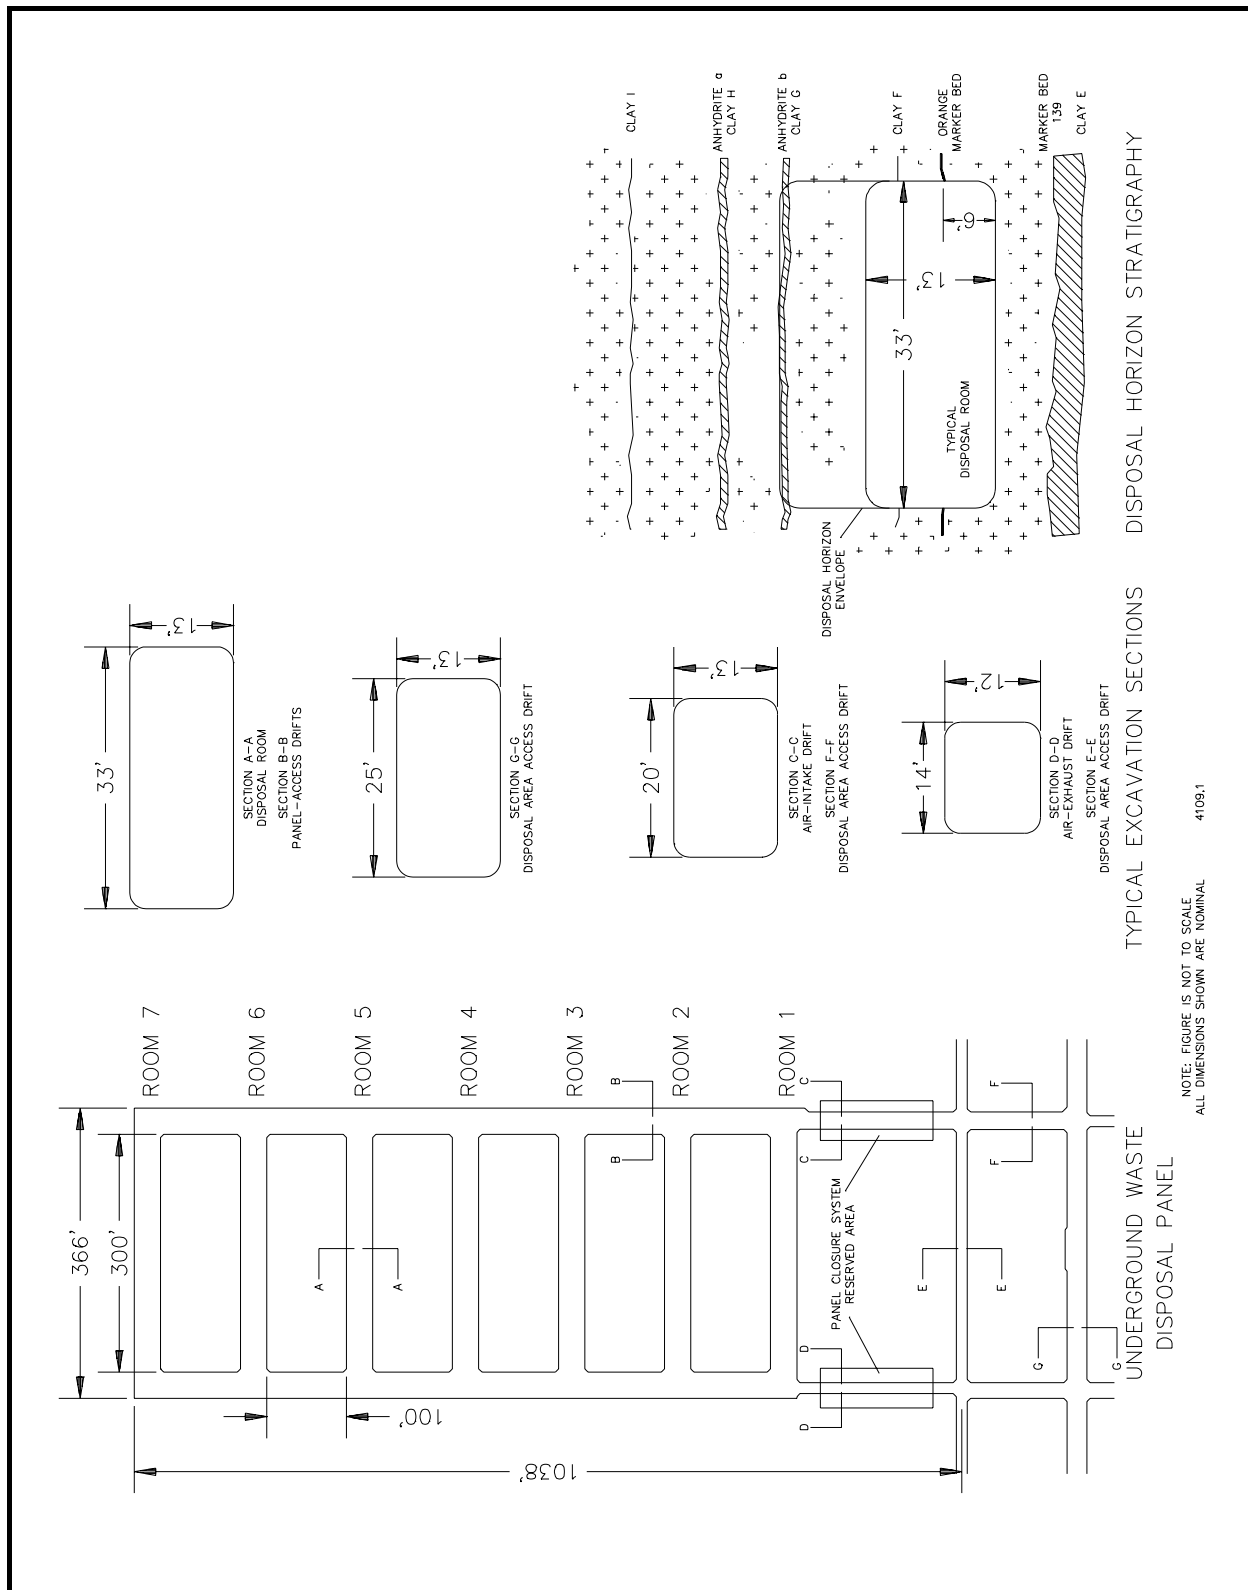 366'
300'
100'
1038'
ROOM 7
ROOM 6
ROOM 5
ROOM 4
ROOM 3
ROOM 2
ROOM 1
A
A
B
B
C
C
D
D
E
E
F
F
G
G
PANEL CLOSURE SYSTEM
RESERVED AREA
UNDERGROUND WASTE
DISPOSAL PANEL
33'
13'
SECTION A-A
DISPOSAL ROOM
SECTION B-B
PANEL-ACCESS DRIFTS
25'
13'
SECTION G-G
DISPOSAL AREA ACCESS DRIFT
20'
13'
SECTION C-C
AIR-INTAKE DRIFT
SECTION F-F
DISPOSAL AREA ACCESS DRIFT
14'
12'
SECTION D-D
AIR-EXHAUST DRIFT
SECTION E-E
DISPOSAL AREA ACCESS DRIFT
TYPICAL EXCAVATION SECTIONS
CLAY I
ANHYDRITE a
CLAY H
ANHYDRITE b
CLAY G
CLAY F
ORANGE
MARKER BED
MARKER BED
139
CLAY E
33'
13'
6'
TYPICAL
DISPOSAL ROOM
DISPOSAL HORIZON
ENVELOPE
DISPOSAL HORIZON STRATIGRAPHY
NOTE: FIGURE IS NOT TO SCALE
ALL DIMENSIONS SHOWN ARE NOMINAL
4109.1